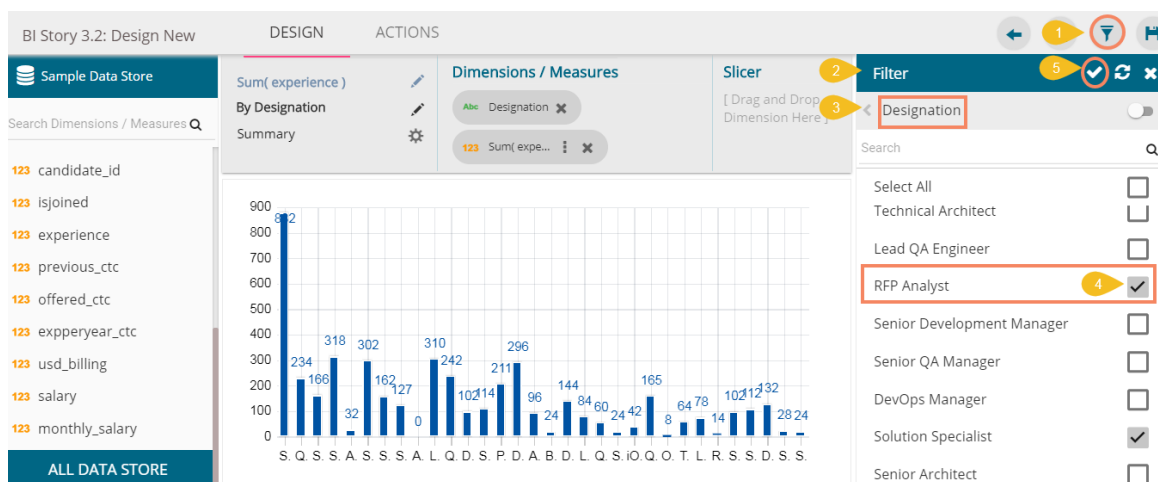 BI Story 3.2: Design New
DESIGN
ACTIONS
1
Sample Data Store
Search Dimensions / Measures
123 candidate_id
123 isjoined
123 experience
123 previous_ctc
123 offered_ctc
123 expperyear_ctc
123 usd_billing
123 salary
123 monthly_salary
ALL DATA STORE
Sum( experience )
By Designation
Summary
Dimensions / Measures
Abc Designation
123 Sum( expe...
Slicer
[ Drag and Drop
Dimension Here ]
900
800
700
600
500
400
300
200
100
0
234
166
318
32
302
162
127
0
310
242
102
114
211
296
96
24
144
84
60
24
42
165
8
64
78
14
102
112
132
28
24
S. Q. S. S. A. S. S. S. A. L. Q. D. S. P. D. A. B. D. L. Q. S. iO. Q. O. T. L. R. S. S. D. S. S.
2
Filter
5
3
Designation
Search
Select All
Technical Architect
Lead QA Engineer
RFP Analyst
4
Senior Development Manager
Senior QA Manager
DevOps Manager
Solution Specialist
Senior Architect